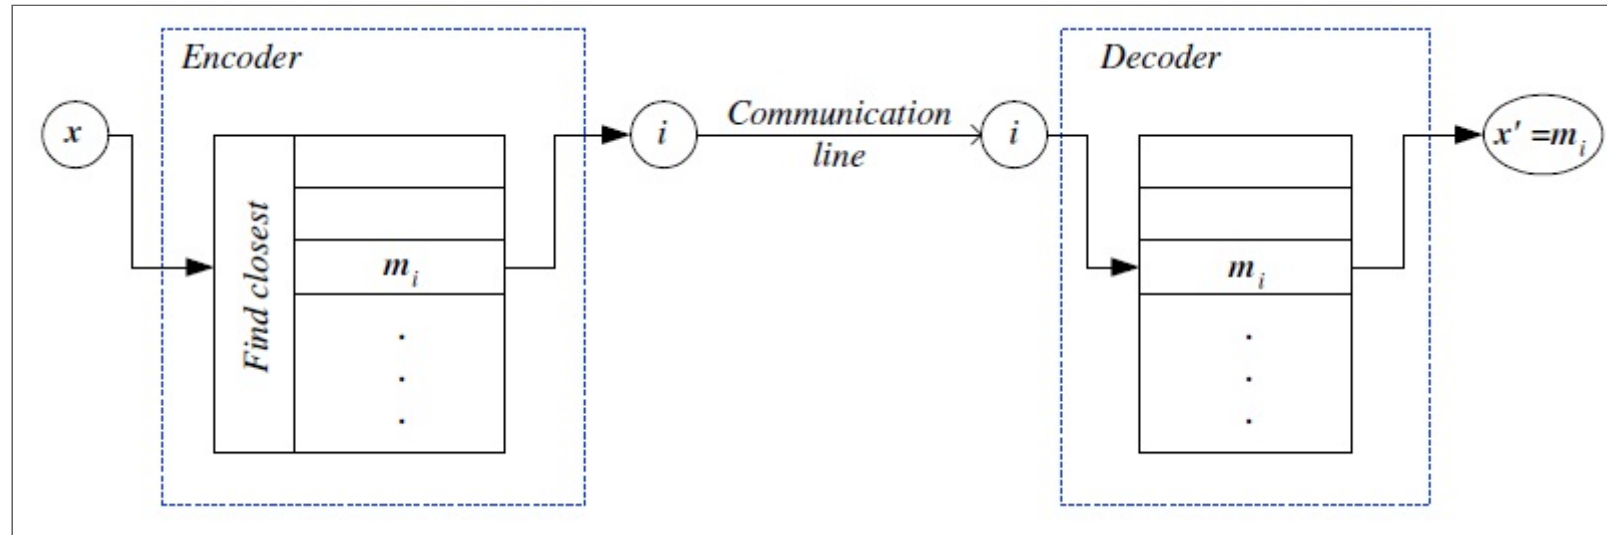 Encoder
Decoder
x
i
Communication
line
i
x' =mᵢ
Find closest
mᵢ
mᵢ
.
.
.
.
.
.